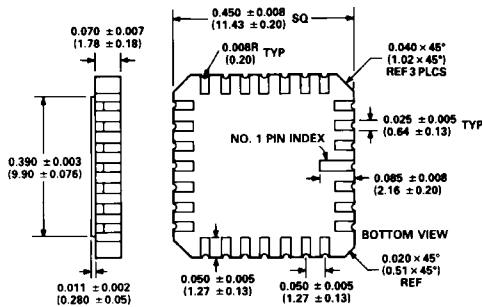 0.450 ± 0.008
(11.43 ± 0.20) SQ
0.070 ± 0.007
(1.78 ± 0.18)
0.008R TYP
(0.20)
0.040 × 45°
(1.02 × 45°)
REF 3 PLCS
0.025 ± 0.005 TYP
(0.64 ± 0.13)
NO. 1 PIN INDEX
0.390 ± 0.003
(9.90 ± 0.076)
0.085 ± 0.008
(2.16 ± 0.20)
BOTTOM VIEW
0.020 × 45°
(0.51 × 45°)
REF
0.011 ± 0.002
(0.280 ± 0.05)
0.050 ± 0.005
(1.27 ± 0.13)
0.050 ± 0.005
(1.27 ± 0.13)